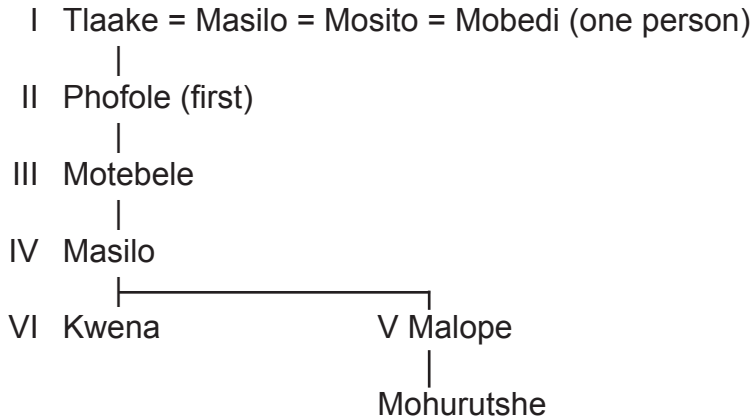 I Tlaake = Masilo = Mosito = Mobedi (one person)
II Phofole (first)
III Motebele
IV Masilo
VI Kwena V Malope
Mohurutshe